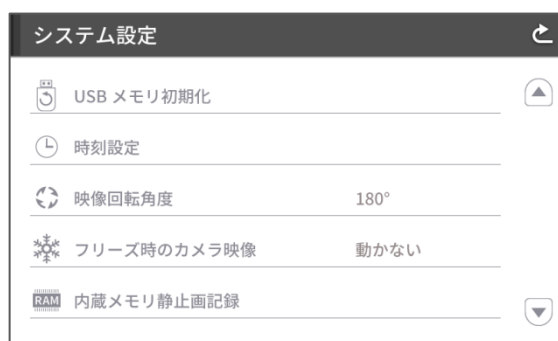 システム設定
USB メモリ初期化
時刻設定
映像回転角度 180°
フリーズ時のカメラ映像 動かない
RAM 内蔵メモリ静止画記録